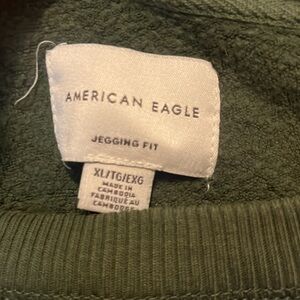 AMERICAN EAGLE
JEGGING FIT
XL/TG/EXG
MADE IN
CAMBODIA
FABRIQUÉ AU
CAMBODGE